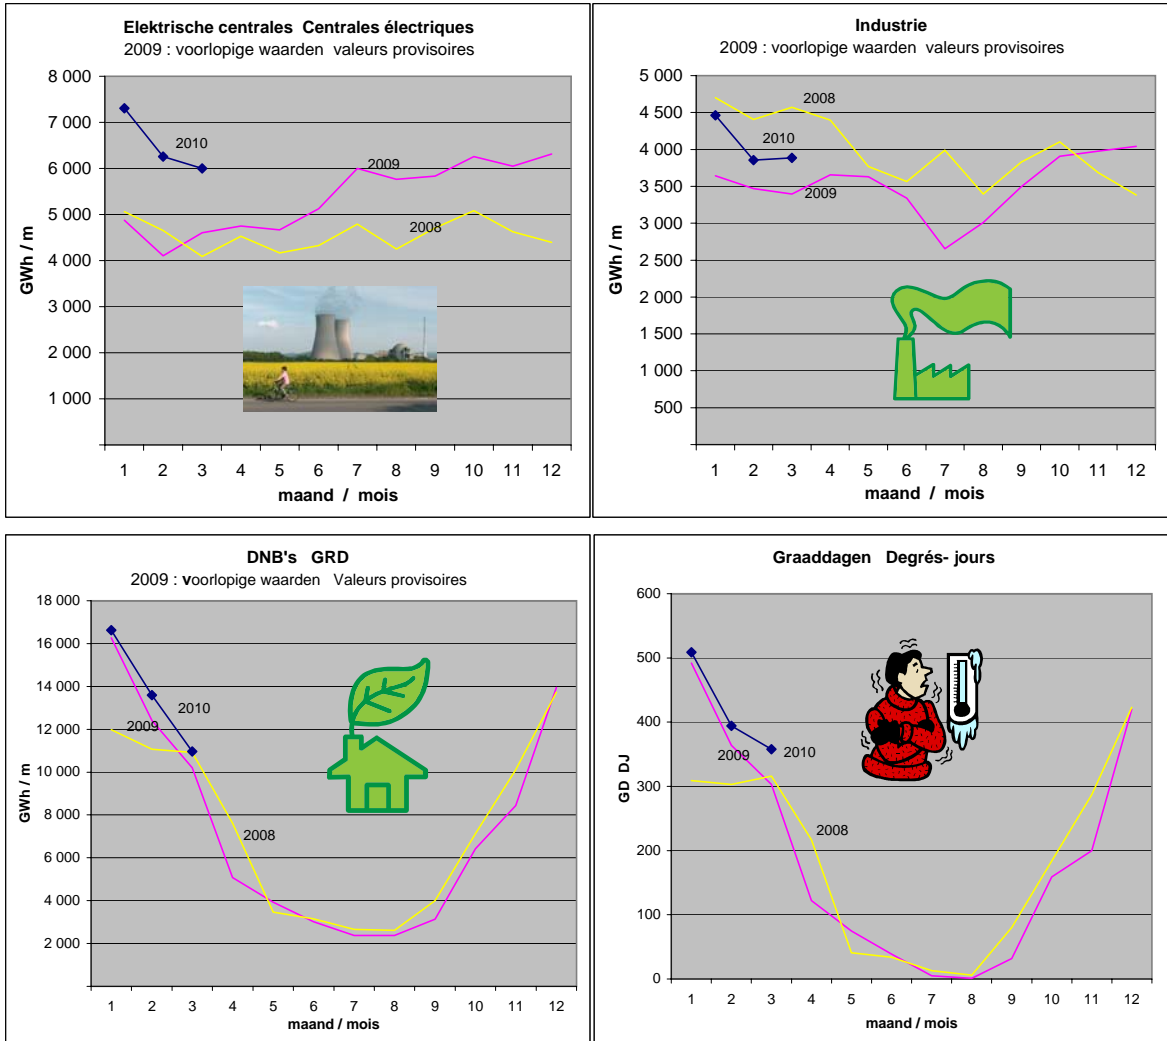 Elektrische centrales Centrales électriques
2009 : voorlopige waarden valeurs provisoires
8 000
7 000
6 000
5 000
4 000
3 000
2 000
1 000
GWh / m
2010
2009
2008
1 2 3 4 5 6 7 8 9 10 11 12
maand / mois
Industrie
2009 : voorlopige waarden valeurs provisoires
5 000
4 500
4 000
3 500
3 000
2 500
2 000
1 500
1 000
500
GWh / m
2008
2010
2009
1 2 3 4 5 6 7 8 9 10 11 12
maand / mois
DNB's GRD
2009 : voorlopige waarden Valeurs provisoires
18 000
16 000
14 000
12 000
10 000
8 000
6 000
4 000
2 000
GWh / m
2010
2009
2008
1 2 3 4 5 6 7 8 9 10 11 12
maand / mois
Graaddagen Degrés- jours
600
500
400
300
200
100
0
GD DJ
2010
2009
2008
1 2 3 4 5 6 7 8 9 10 11 12
maand / mois